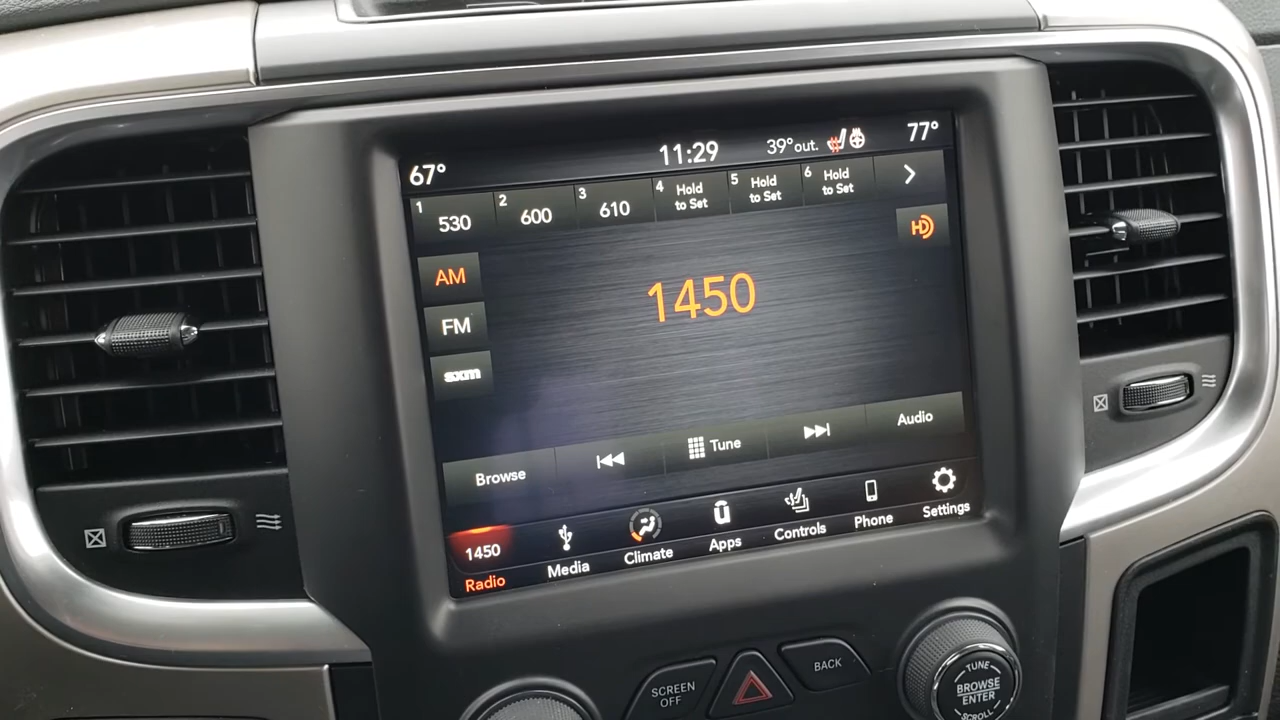 67° 11:29 39°out. 77°
1 530 2 600 3 610 4 Hold to Set 5 Hold to Set 6 Hold to Set
HD
AM
1450
FM
sxm
Browse Tune Audio
1450
Radio Media Climate Apps Controls Phone Settings
SCREEN
OFF
BACK
TUNE
BROWSE
ENTER
SCROLL